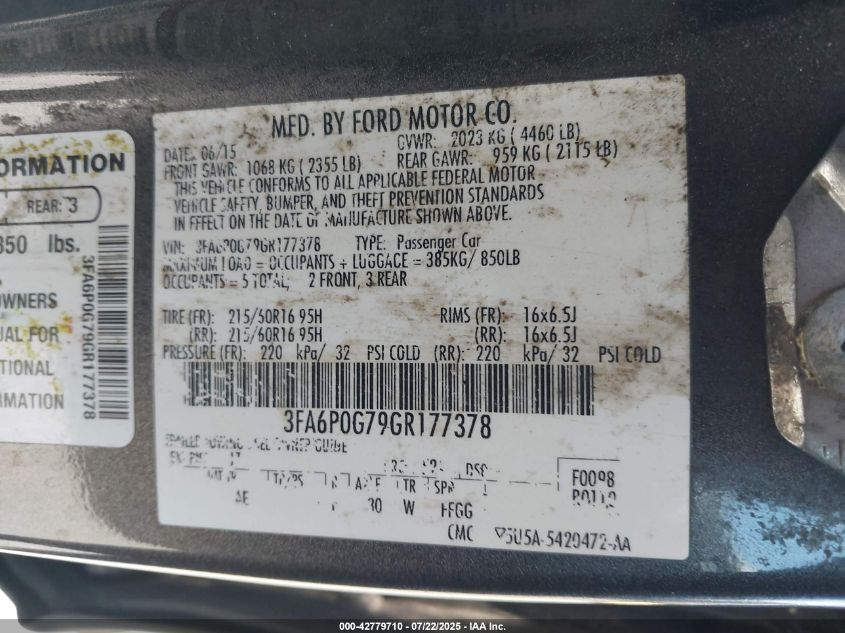 MFD. BY FORD MOTOR CO.
DATE: 06/15 GVWR: 2023 KG ( 4460 LB)
FRONT GAWR: 1068 KG ( 2355 LB) REAR GAWR: 959 KG ( 2115 LB)
THIS VEHICLE CONFORMS TO ALL APPLICABLE FEDERAL MOTOR
VEHICLE SAFETY, BUMPER, AND THEFT PREVENTION STANDARDS
IN EFFECT ON THE DATE OF MANUFACTURE SHOWN ABOVE.
VIN: 3FA6P0G79GR177378 TYPE: Passenger Car
MAXIMUM LOAD = OCCUPANTS + LUGGAGE = 385KG/ 850LB
OCCUPANTS = 5 TOTAL, 2 FRONT, 3 REAR
TIRE (FR): 215/60R16 95H RIMS (FR): 16x6.5J
(RR): 215/60R16 95H (RR): 16x6.5J
PRESSURE (FR): 220 kPa/ 32 PSI COLD (RR): 220 kPa/ 32 PSI COLD
3FA6P0G79GR177378
F0098
30 W
CMC 5U5A-5420472-AA
FORMATION
REAR: 3
850 lbs.
OWNERS
UAL FOR
TIONAL
RMATION
3FA6P0G79GR177378
000-42779710 - 07/22/2025 - IAA Inc.